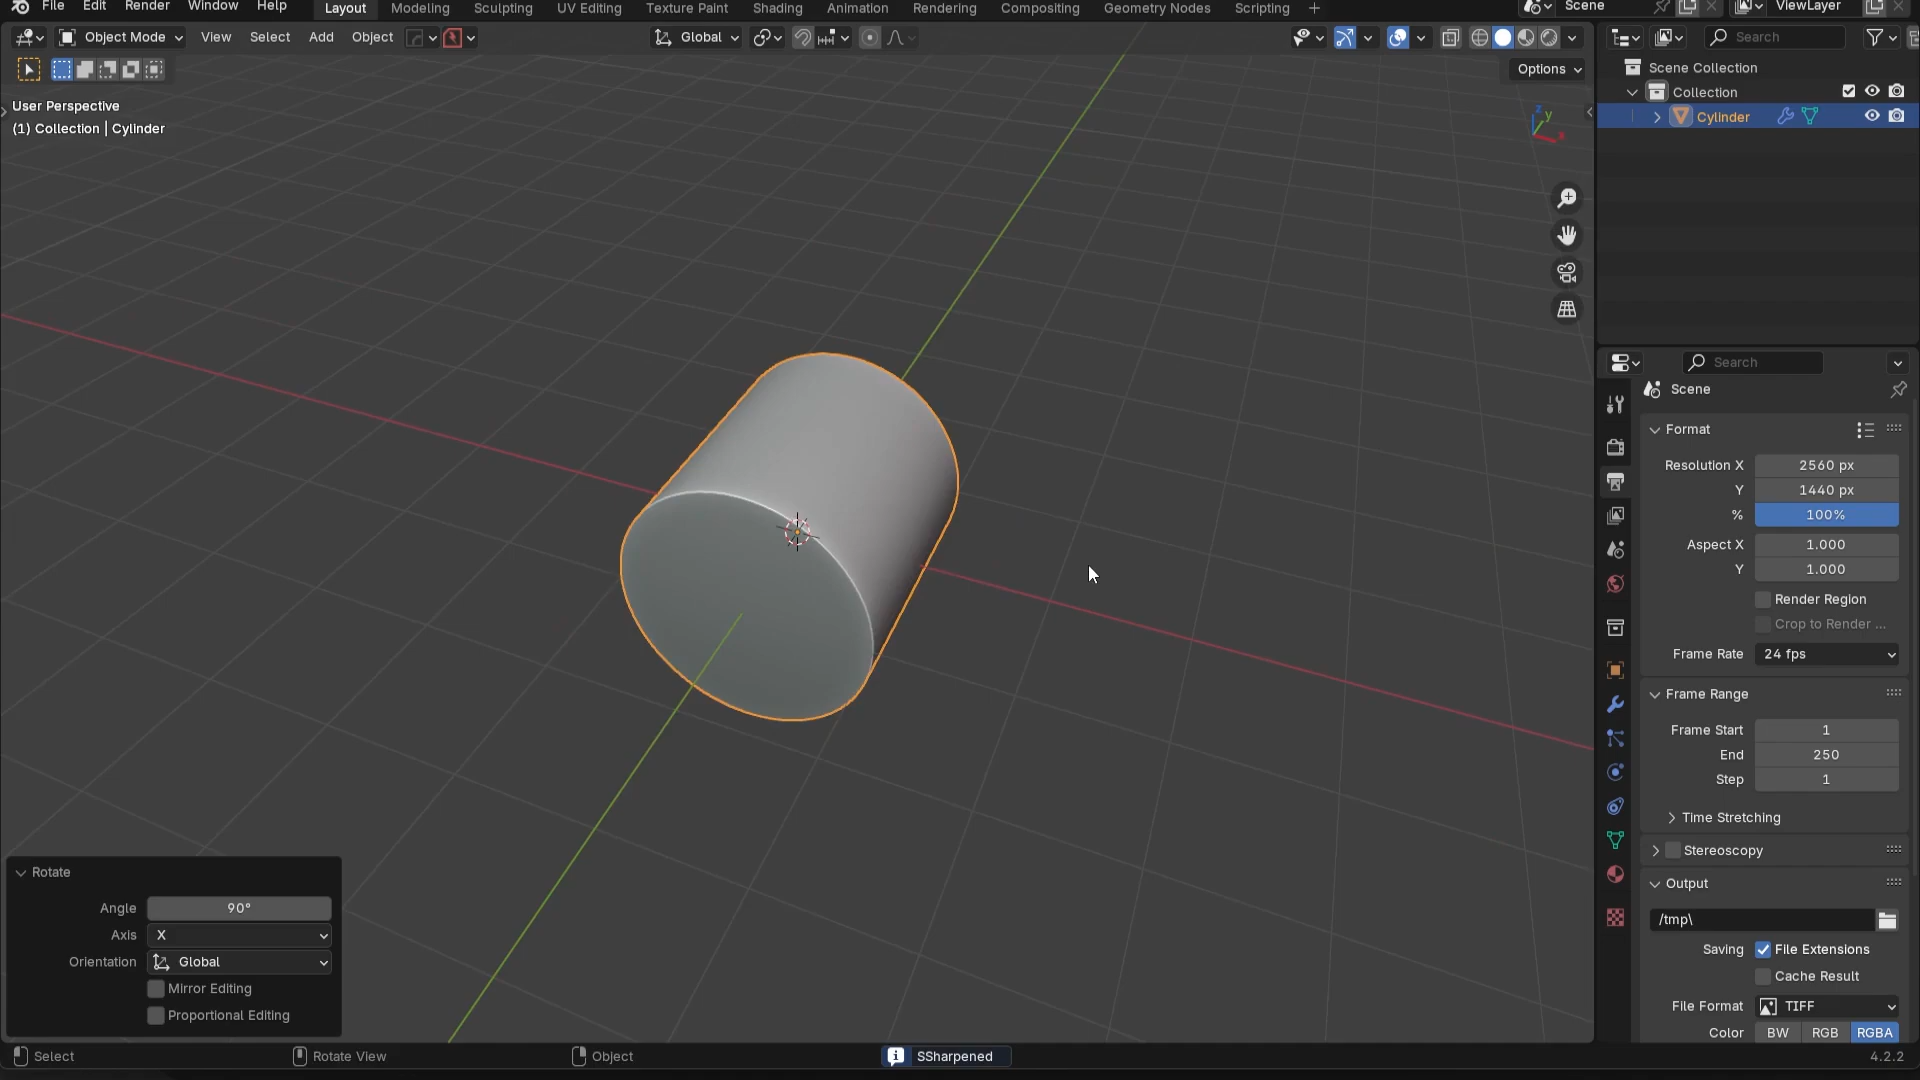 File Edit Render Window Help Layout Modeling Sculpting UV Editing Texture Paint Shading Animation Rendering Compositing Geometry Nodes Scripting + Scene ViewLayer
Object Mode View Select Add Object Global Search
Options
User Perspective
(1) Collection | Cylinder
Z
Y
X
Scene Collection
Collection
Cylinder
Search
Scene
Format
Resolution X 2560 px
Y 1440 px
% 100%
Aspect X 1.000
Y 1.000
Render Region
Crop to Render ...
Frame Rate 24 fps
Frame Range
Frame Start 1
End 250
Step 1
Time Stretching
Stereoscopy
Output
/tmp\
Saving File Extensions
Cache Result
File Format TIFF
Color BW RGB RGBA
Rotate
Angle 90°
Axis X
Orientation Global
Mirror Editing
Proportional Editing
Select Rotate View Object SSharpened 4.2.2